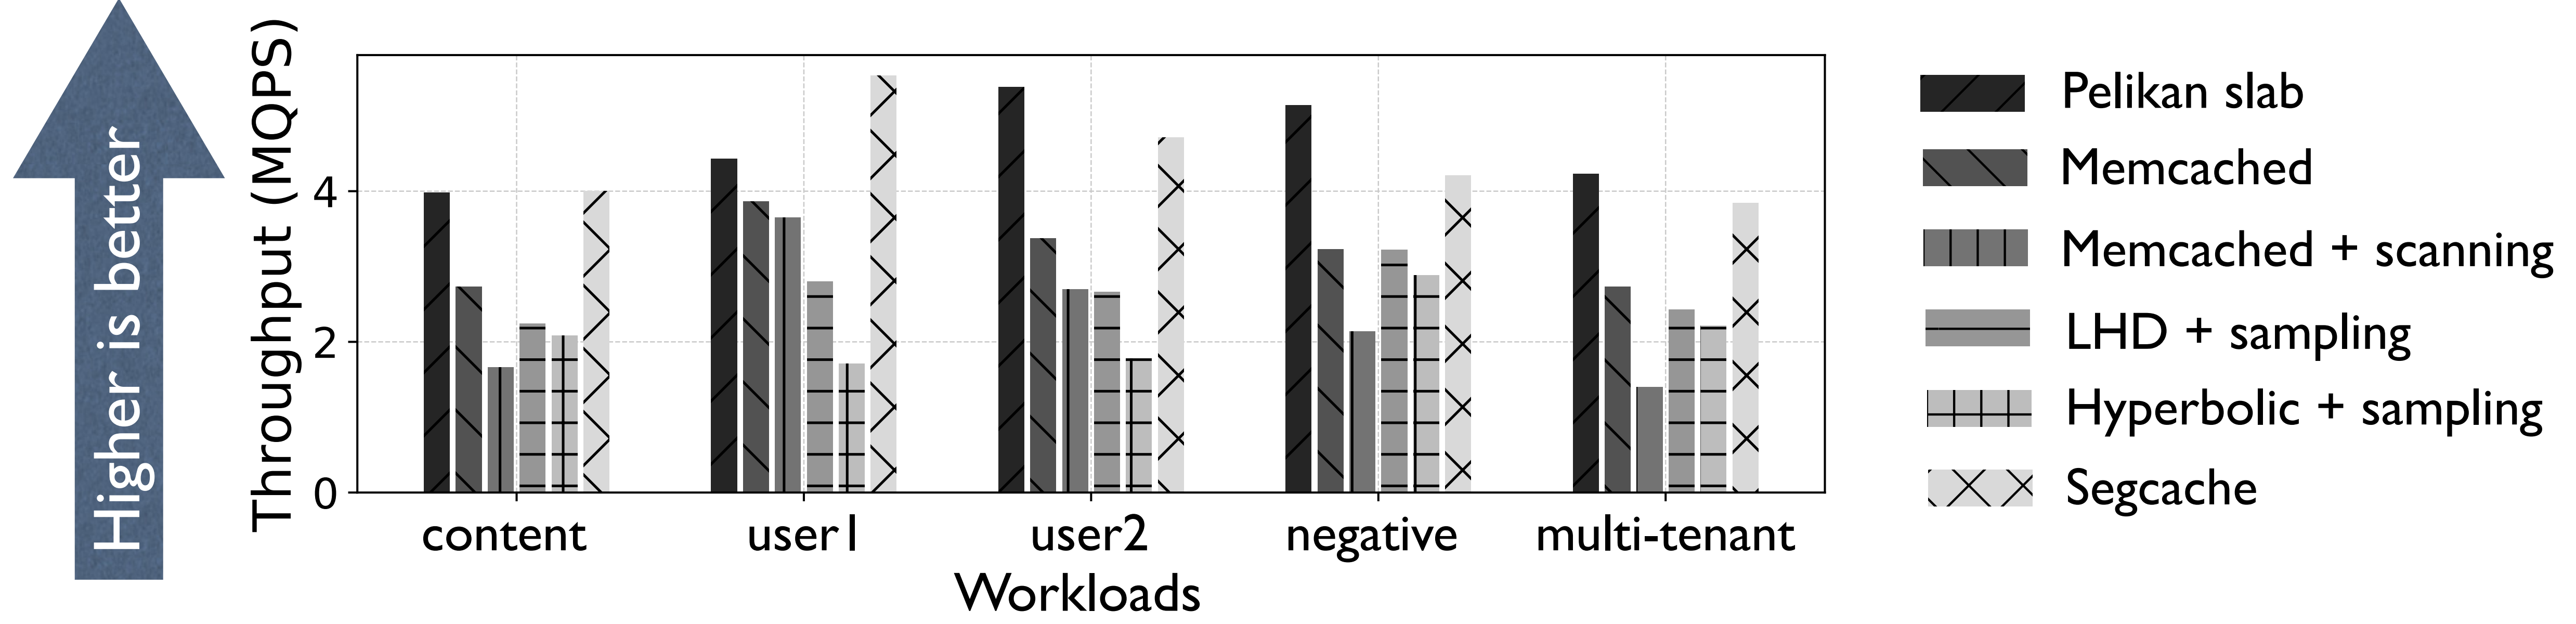 Higher is better
Throughput (MQPS)
4
2
0
content user1 user2 negative multi-tenant
Workloads
Pelikan slab
Memcached
Memcached + scanning
LHD + sampling
Hyperbolic + sampling
Segcache